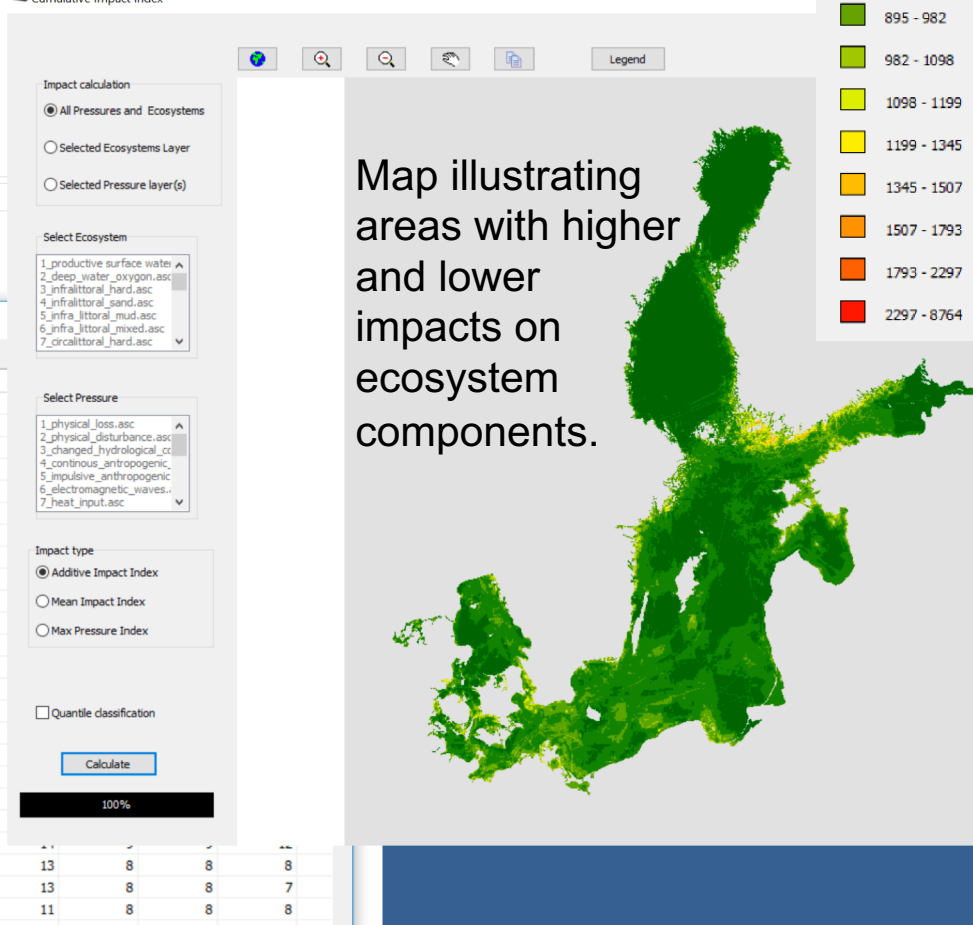 Cumulative Impact Index
Legend
Impact calculation
All Pressures and Ecosystems
Selected Ecosystems Layer
Selected Pressure layer(s)
Select Ecosystem
1_productive surface water
2_deep_water_oxygen.asc
3_infralittoral_hard.asc
4_infralittoral_sand.asc
5_infra_littoral_mud.asc
6_infra_littoral_mixed.asc
7_circalittoral_hard.asc
Select Pressure
1_physical_loss.asc
2_physical_disturbance.asc
3_changed_hydrological_cc
4_continous_antropogenic_
5_impulsive_anthropogenic
6_electromagnetic_waves.
7_heat_input.asc
Impact type
Additive Impact Index
Mean Impact Index
Max Pressure Index
Quantile classification
Calculate
100%
Map illustrating
areas with higher
and lower
impacts on
ecosystem
components.
895 - 982
982 - 1098
1098 - 1199
1199 - 1345
1345 - 1507
1507 - 1793
1793 - 2297
2297 - 8764
13 8 8 8
13 8 8 7
11 8 8 8